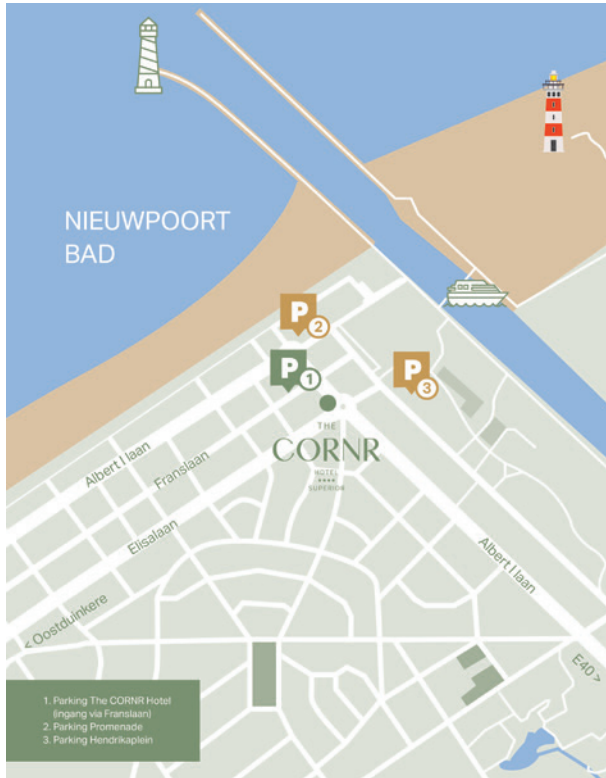 NIEUWPOORT
BAD
P
2
P
1
P
3
THE
CORNR
HOTEL
★★★★
SUPERIOR
Albert I laan
Franslaan
Elisalaan
Albert I laan
< Oostduinkere
E40 >
1. Parking The CORNR Hotel
(ingang via Franslaan)
2. Parking Promenade
3. Parking Hendrikaplein